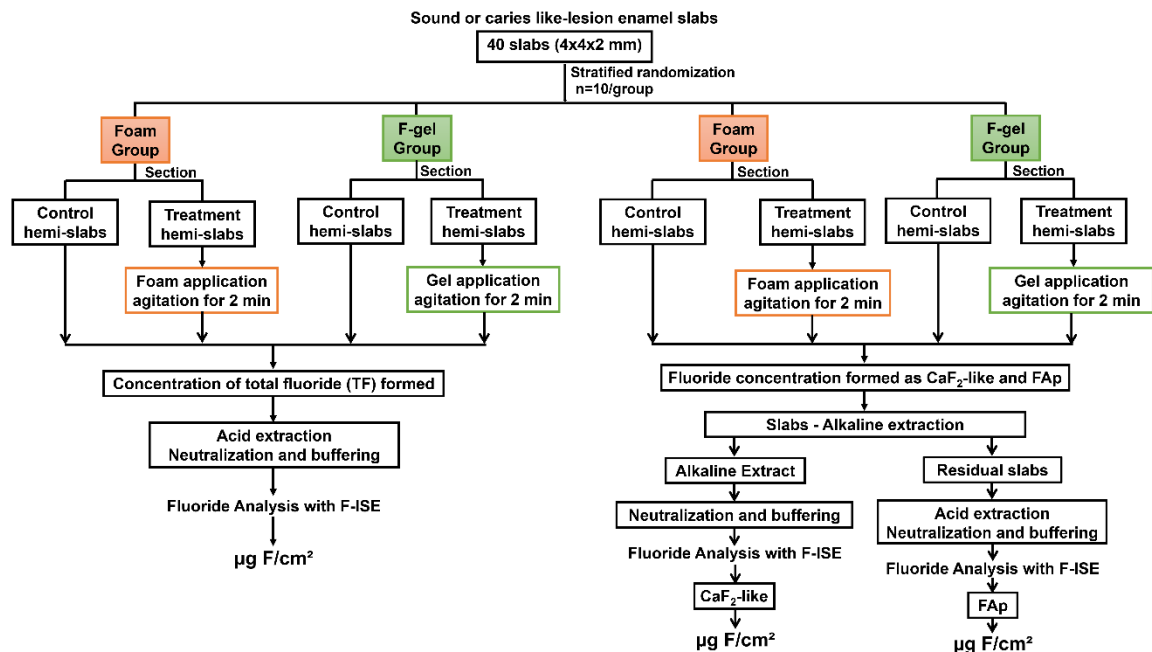 Sound or caries like-lesion enamel slabs
40 slabs (4x4x2 mm)
Stratified randomization
n=10/group
Foam
Group
F-gel
Group
Foam
Group
F-gel
Group
Section
Section
Section
Section
Control
hemi-slabs
Treatment
hemi-slabs
Control
hemi-slabs
Treatment
hemi-slabs
Control
hemi-slabs
Treatment
hemi-slabs
Control
hemi-slabs
Treatment
hemi-slabs
Foam application
agitation for 2 min
Gel application
agitation for 2 min
Foam application
agitation for 2 min
Gel application
agitation for 2 min
Concentration of total fluoride (TF) formed
Acid extraction
Neutralization and buffering
Fluoride Analysis with F-ISE
µg F/cm²
Fluoride concentration formed as CaF₂-like and FAp
Slabs - Alkaline extraction
Alkaline Extract
Neutralization and buffering
Fluoride Analysis with F-ISE
CaF₂-like
µg F/cm²
Residual slabs
Acid extraction
Neutralization and buffering
Fluoride Analysis with F-ISE
FAp
µg F/cm²